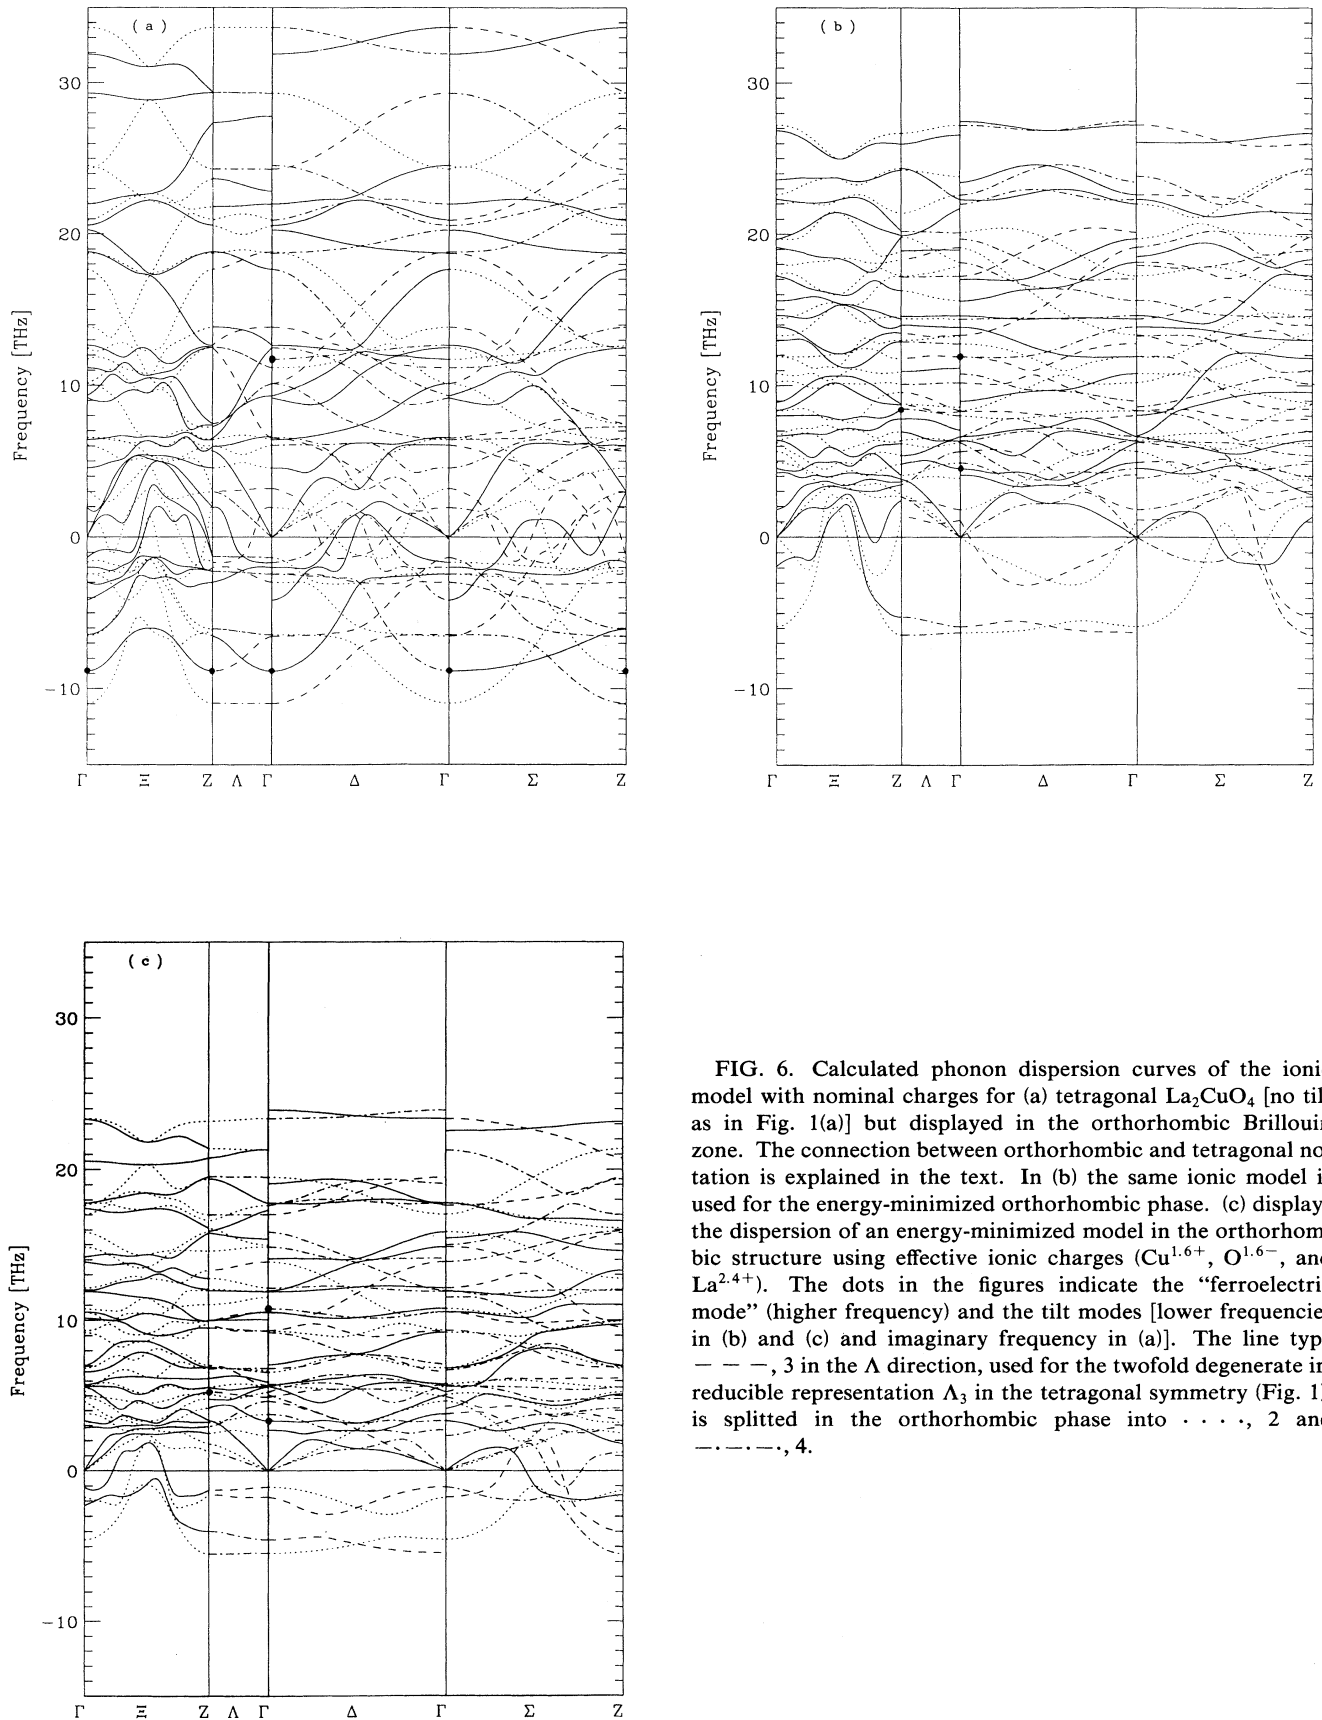 ( a )
30
20
10
0
−10
Frequency [THz]
Γ Ξ Z Λ Γ Δ Γ Σ Z
( b )
30
20
10
0
−10
Frequency [THz]
Γ Ξ Z Λ Γ Δ Γ Σ Z
( c )
30
20
10
0
−10
Frequency [THz]
Γ Ξ Z Λ Γ Δ Γ Σ Z
FIG. 6. Calculated phonon dispersion curves of the ioni
model with nominal charges for (a) tetragonal La₂CuO₄ [no til
as in Fig. 1(a)] but displayed in the orthorhombic Brilloui
zone. The connection between orthorhombic and tetragonal no
tation is explained in the text. In (b) the same ionic model i
used for the energy-minimized orthorhombic phase. (c) display
the dispersion of an energy-minimized model in the orthorhom
bic structure using effective ionic charges (Cu¹·⁶⁺, O¹·⁶⁻, an
La²·⁴⁺). The dots in the figures indicate the “ferroelectri
mode” (higher frequency) and the tilt modes [lower frequencie
in (b) and (c) and imaginary frequency in (a)]. The line typ
− − −, 3 in the Λ direction, used for the twofold degenerate ir
reducible representation Λ₃ in the tetragonal symmetry (Fig. 1)
is splitted in the orthorhombic phase into · · · ·, 2 and
−·−·−·, 4.